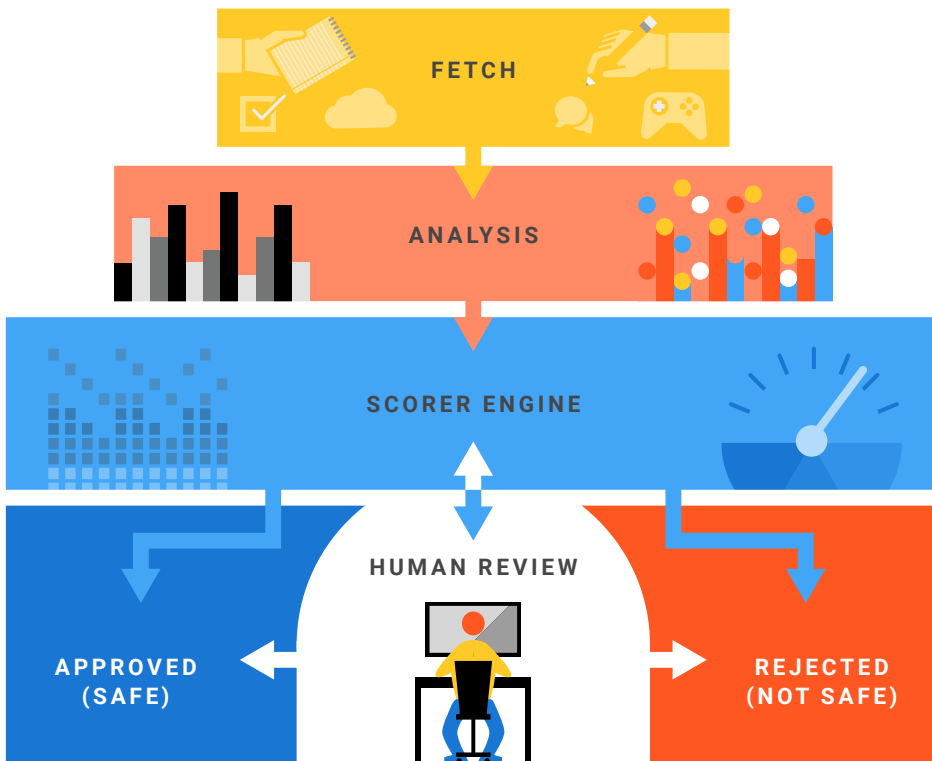 FETCH
ANALYSIS
SCORER ENGINE
HUMAN REVIEW
APPROVED
(SAFE)
REJECTED
(NOT SAFE)